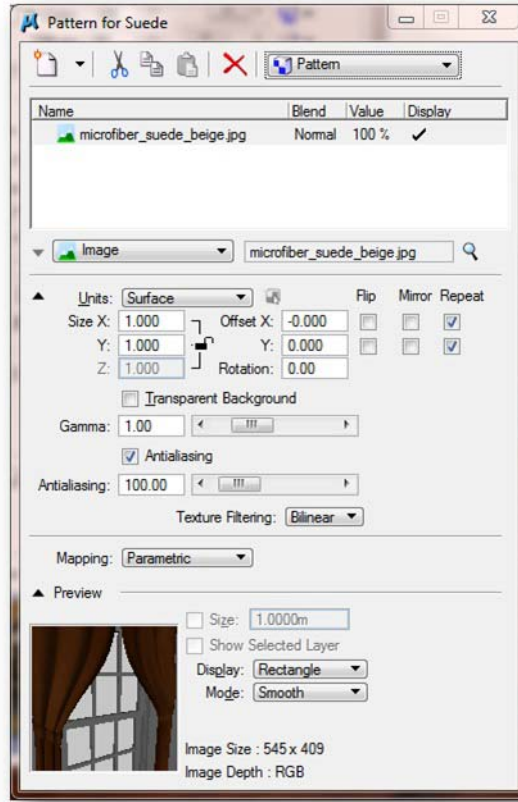 Pattern for Suede
Pattern
Name Blend Value Display
microfiber_suede_beige.jpg Normal 100 %
Image microfiber_suede_beige.jpg
Units: Surface Flip Mirror Repeat
Size X: 1.000 Offset X: -0.000
Y: 1.000 Y: 0.000
Z: 1.000 Rotation: 0.00
Transparent Background
Gamma: 1.00
Antialiasing
Antialiasing: 100.00
Texture Filtering: Bilinear
Mapping: Parametric
Preview
Size: 1.0000m
Show Selected Layer
Display: Rectangle
Mode: Smooth
Image Size : 545 x 409
Image Depth : RGB